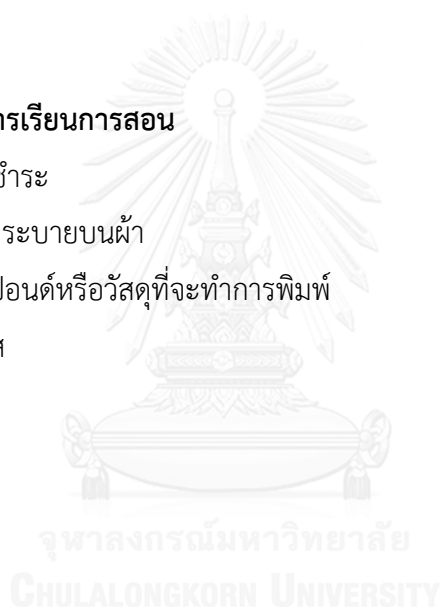 ารเรียนการสอน
ชำระ
ระบายบนผ้า
ปอนด์หรือวัสดุที่จะทำการพิมพ์
จุฬาลงกรณ์มหาวิทยาลัย
CHULALONGKORN UNIVERSITY